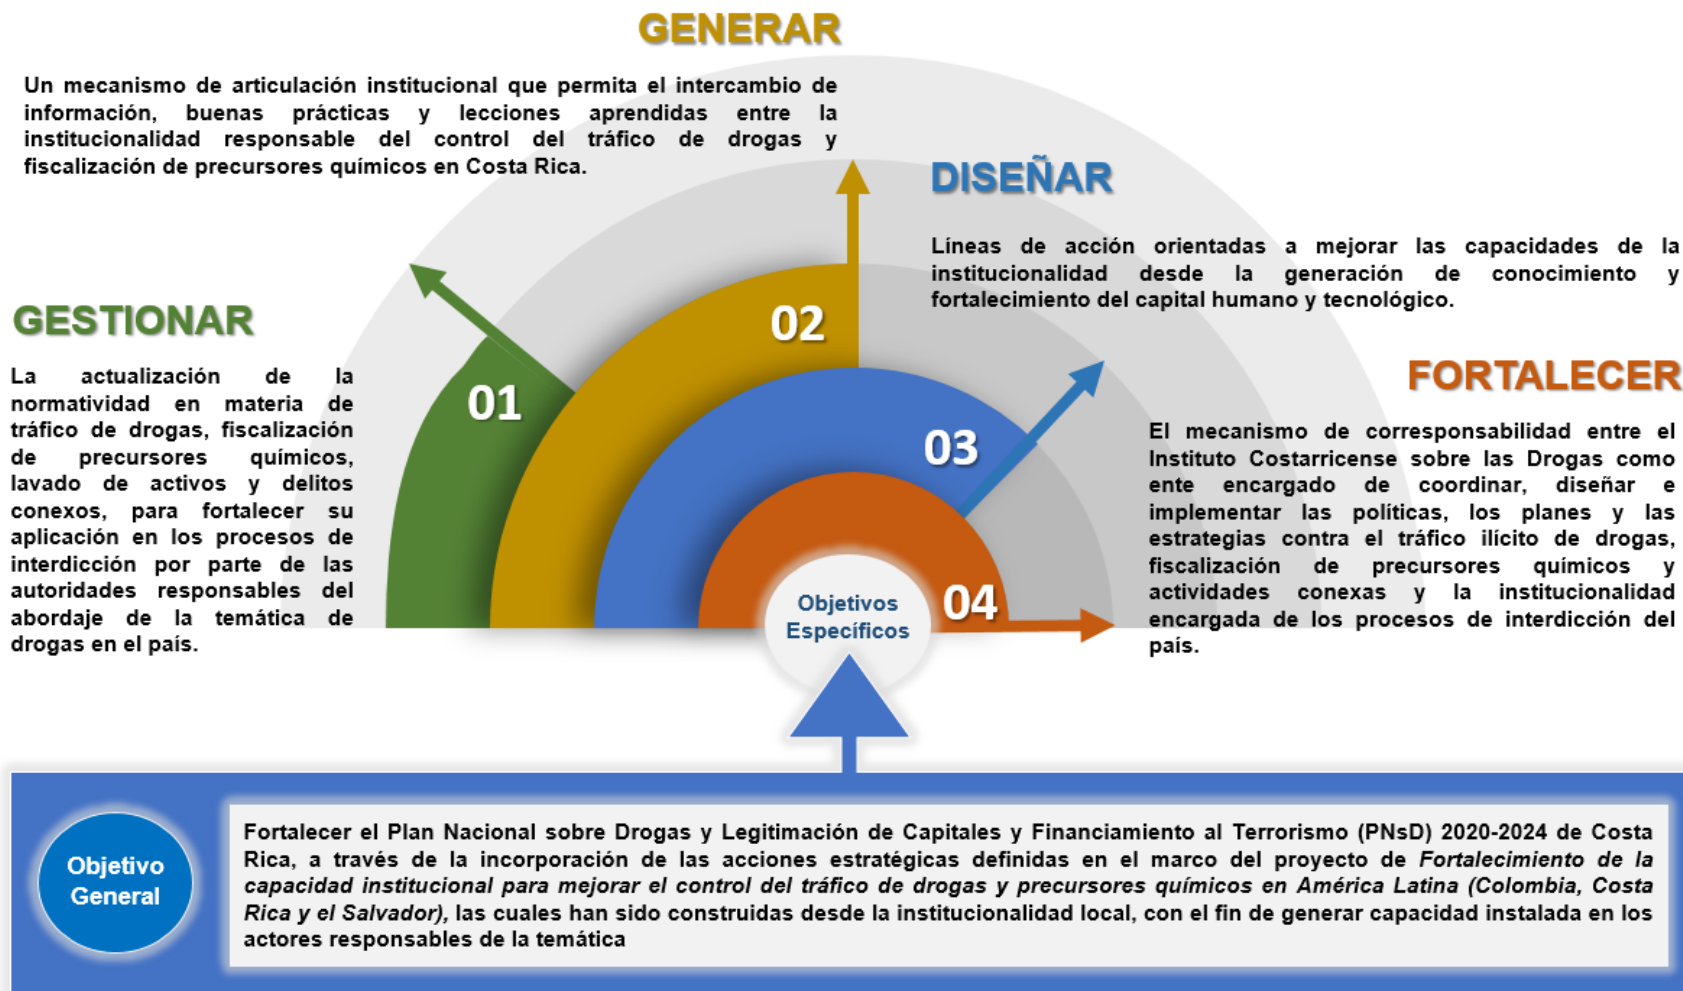 GENERAR
Un mecanismo de articulación institucional que permita el intercambio de
información, buenas prácticas y lecciones aprendidas entre la
institucionalidad responsable del control del tráfico de drogas y
fiscalización de precursores químicos en Costa Rica.
DISEÑAR
Líneas de acción orientadas a mejorar las capacidades de la
institucionalidad desde la generación de conocimiento y
fortalecimiento del capital humano y tecnológico.
GESTIONAR
La actualización de la
normatividad en materia de
tráfico de drogas, fiscalización
de precursores químicos,
lavado de activos y delitos
conexos, para fortalecer su
aplicación en los procesos de
interdicción por parte de las
autoridades responsables del
abordaje de la temática de
drogas en el país.
FORTALECER
El mecanismo de corresponsabilidad entre el
Instituto Costarricense sobre las Drogas como
ente encargado de coordinar, diseñar e
implementar las políticas, los planes y las
estrategias contra el tráfico ilícito de drogas,
fiscalización de precursores químicos y
actividades conexas y la institucionalidad
encargada de los procesos de interdicción del
país.
01
02
03
04
Objetivos
Específicos
Objetivo
General
Fortalecer el Plan Nacional sobre Drogas y Legitimación de Capitales y Financiamiento al Terrorismo (PNsD) 2020-2024 de Costa
Rica, a través de la incorporación de las acciones estratégicas definidas en el marco del proyecto de Fortalecimiento de la
capacidad institucional para mejorar el control del tráfico de drogas y precursores químicos en América Latina (Colombia, Costa
Rica y el Salvador), las cuales han sido construidas desde la institucionalidad local, con el fin de generar capacidad instalada en los
actores responsables de la temática